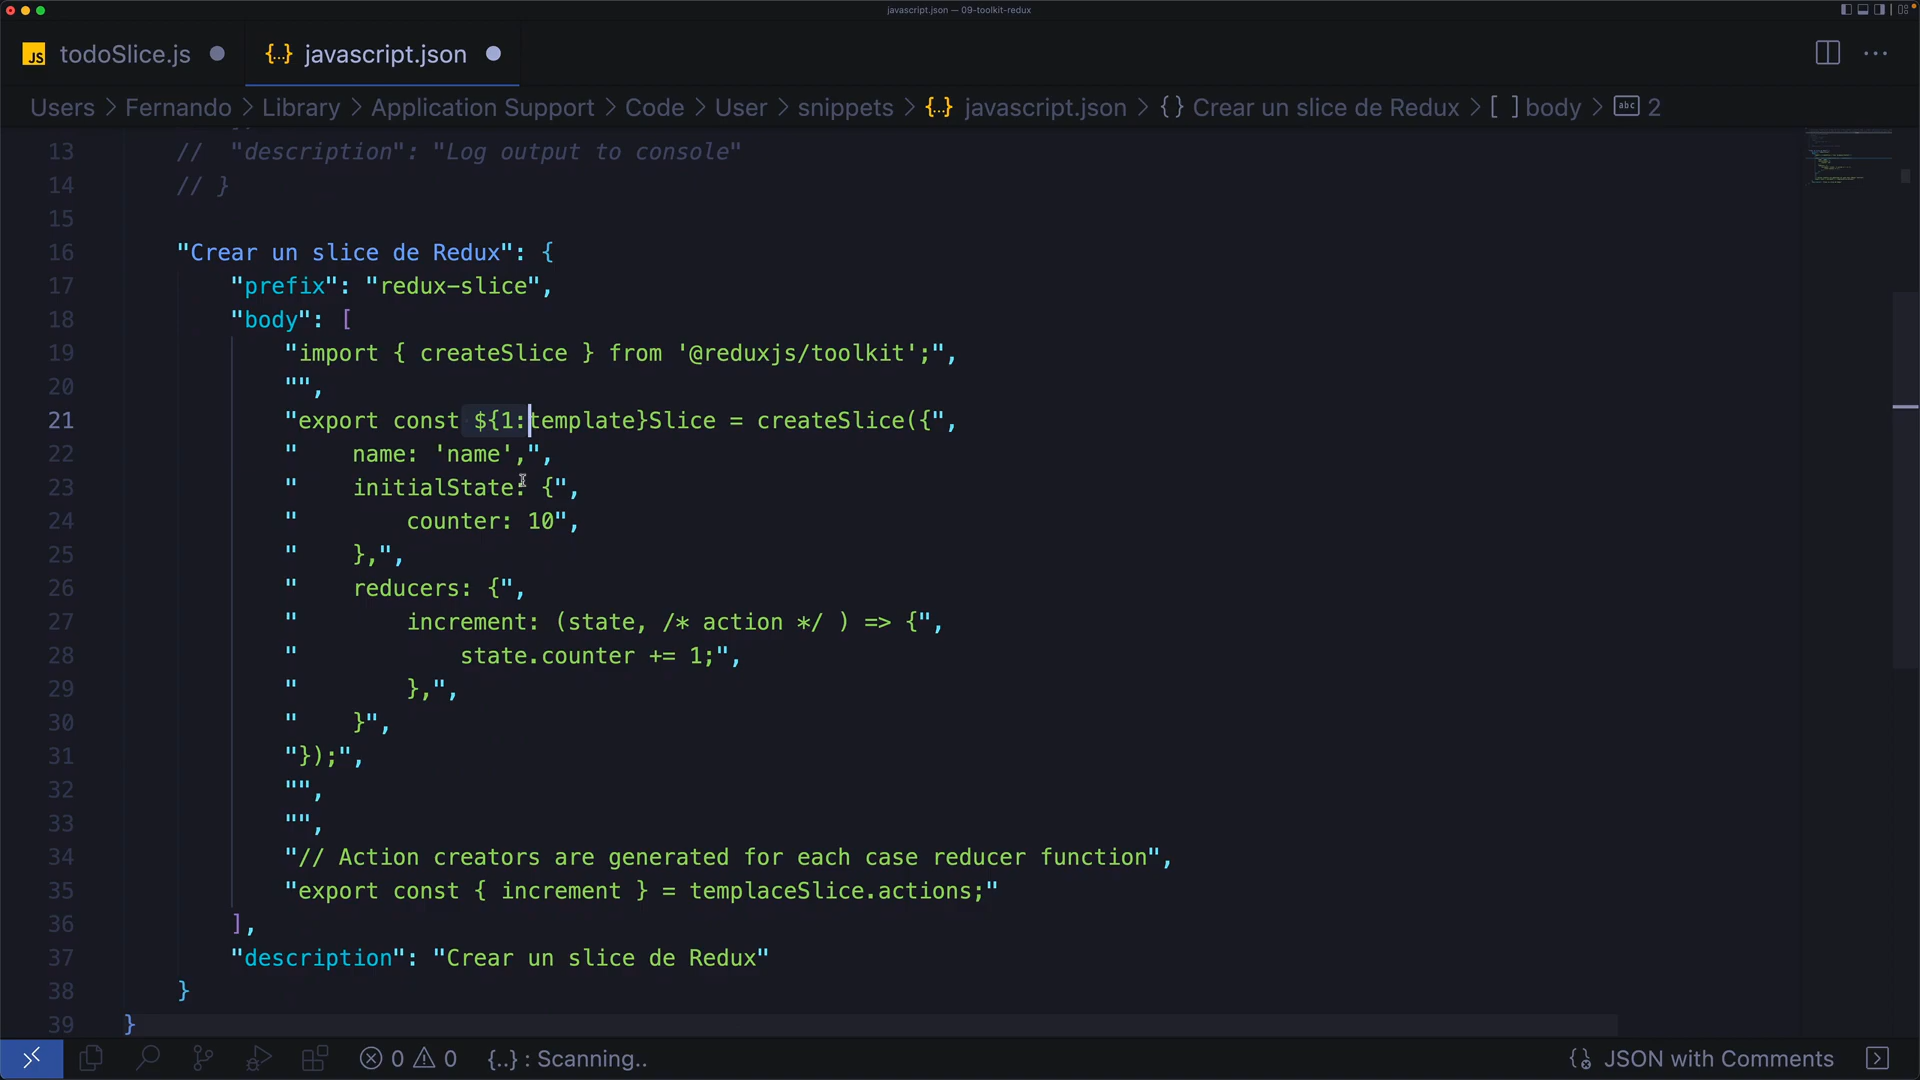 javascript.json — 09-toolkit-redux
JS todoSlice.js
{..} javascript.json
Users > Fernando > Library > Application Support > Code > User > snippets > {..} javascript.json > {} Crear un slice de Redux > [ ] body > abc 2
13 //  "description": "Log output to console"
14 // }
15
16 "Crear un slice de Redux": {
17     "prefix": "redux-slice",
18     "body": [
19         "import { createSlice } from '@reduxjs/toolkit';",
20         "",
21         "export const ${1:template}Slice = createSlice({",
22         "    name: 'name',",
23         "    initialState: {",
24         "        counter: 10",
25         "    },",
26         "    reducers: {",
27         "        increment: (state, /* action */ ) => {",
28         "            state.counter += 1;",
29         "        },",
30         "    }",
31         "});",
32         "",
33         "",
34         "// Action creators are generated for each case reducer function",
35         "export const { increment } = templaceSlice.actions;"
36     ],
37     "description": "Crear un slice de Redux"
38 }
39 }
0 0 {..} : Scanning.. JSON with Comments